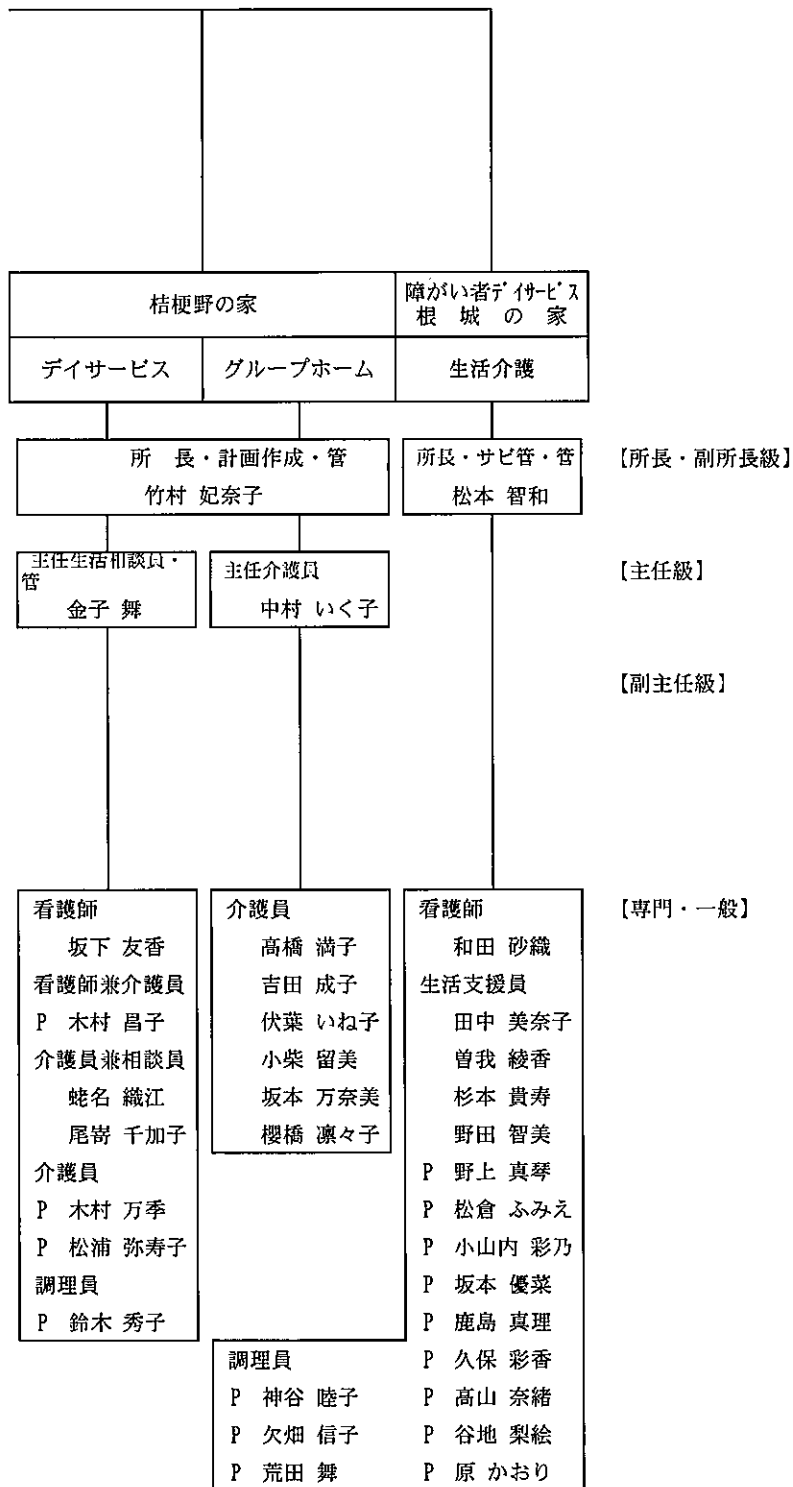 桔梗野の家
障がい者デイサービス
根城の家
デイサービス
グループホーム
生活介護
所 長・計画作成・管
竹村 妃奈子
所長・サビ管・管
松本 智和
【所長・副所長級】
主任生活相談員・
管
金子 舞
主任介護員
中村 いく子
【主任級】
【副主任級】
看護師
坂下 友香
看護師兼介護員
P 木村 昌子
介護員兼相談員
蛯名 織江
尾嵜 千加子
介護員
P 木村 万季
P 松浦 弥寿子
調理員
P 鈴木 秀子
介護員
高橋 満子
吉田 成子
伏葉 いね子
小柴 留美
坂本 万奈美
櫻橋 凛々子
調理員
P 神谷 睦子
P 欠畑 信子
P 荒田 舞
看護師
和田 砂織
生活支援員
田中 美奈子
曽我 綾香
杉本 貴寿
野田 智美
P 野上 真琴
P 松倉 ふみえ
P 小山内 彩乃
P 坂本 優菜
P 鹿島 真理
P 久保 彩香
P 高山 奈緒
P 谷地 梨絵
P 原 かおり
【専門・一般】